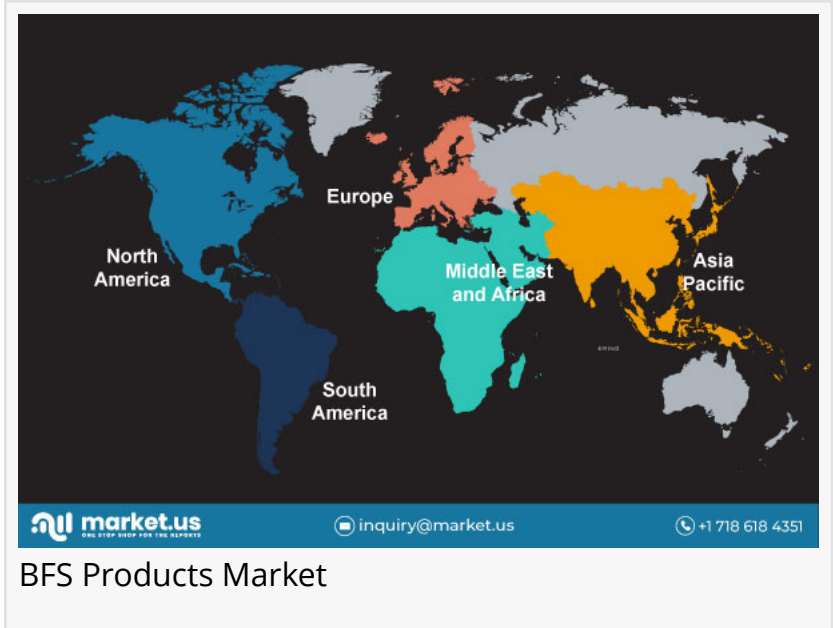 Europe
North
America
Middle East
and Africa
Asia
Pacific
South
America
market.us
ONE STOP SHOP FOR THE REPORTS
inquiry@market.us
+1 718 618 4351
BFS Products Market